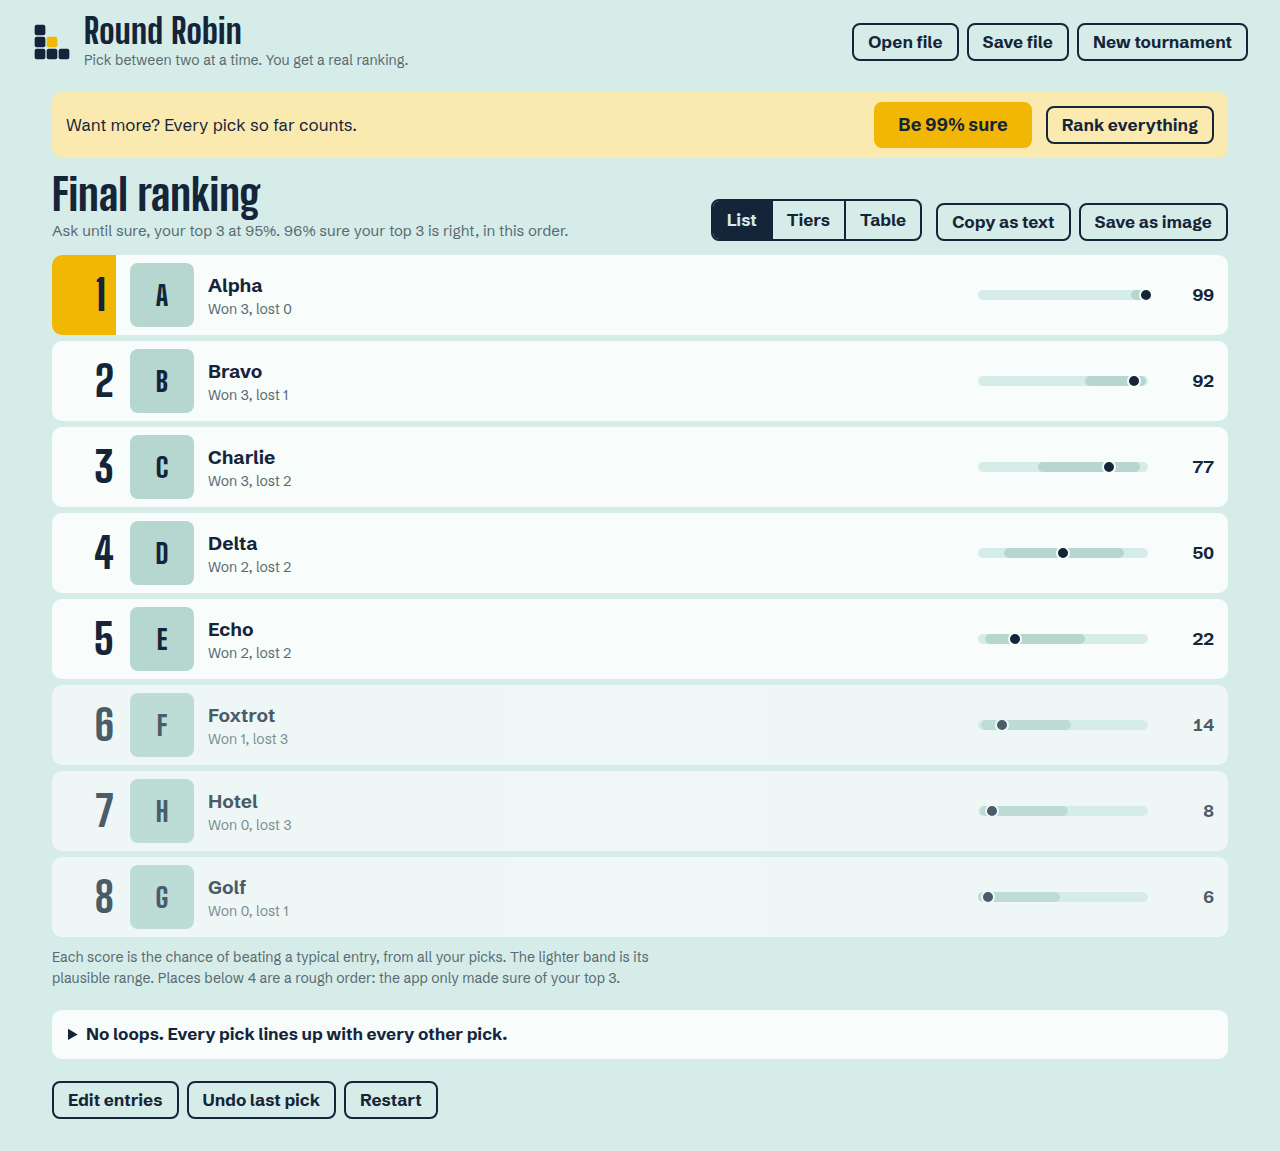 Round Robin
Pick between two at a time. You get a real ranking.
Open file
Save file
New tournament
Want more? Every pick so far counts.
Be 99% sure
Rank everything
Final ranking
Ask until sure, your top 3 at 95%. 96% sure your top 3 is right, in this order.
List
Tiers
Table
Copy as text
Save as image
1
A
Alpha
Won 3, lost 0
99
2
B
Bravo
Won 3, lost 1
92
3
C
Charlie
Won 3, lost 2
77
4
D
Delta
Won 2, lost 2
50
5
E
Echo
Won 2, lost 2
22
6
F
Foxtrot
Won 1, lost 3
14
7
H
Hotel
Won 0, lost 3
8
8
G
Golf
Won 0, lost 1
6
Each score is the chance of beating a typical entry, from all your picks. The lighter band is its
plausible range. Places below 4 are a rough order: the app only made sure of your top 3.
No loops. Every pick lines up with every other pick.
Edit entries
Undo last pick
Restart